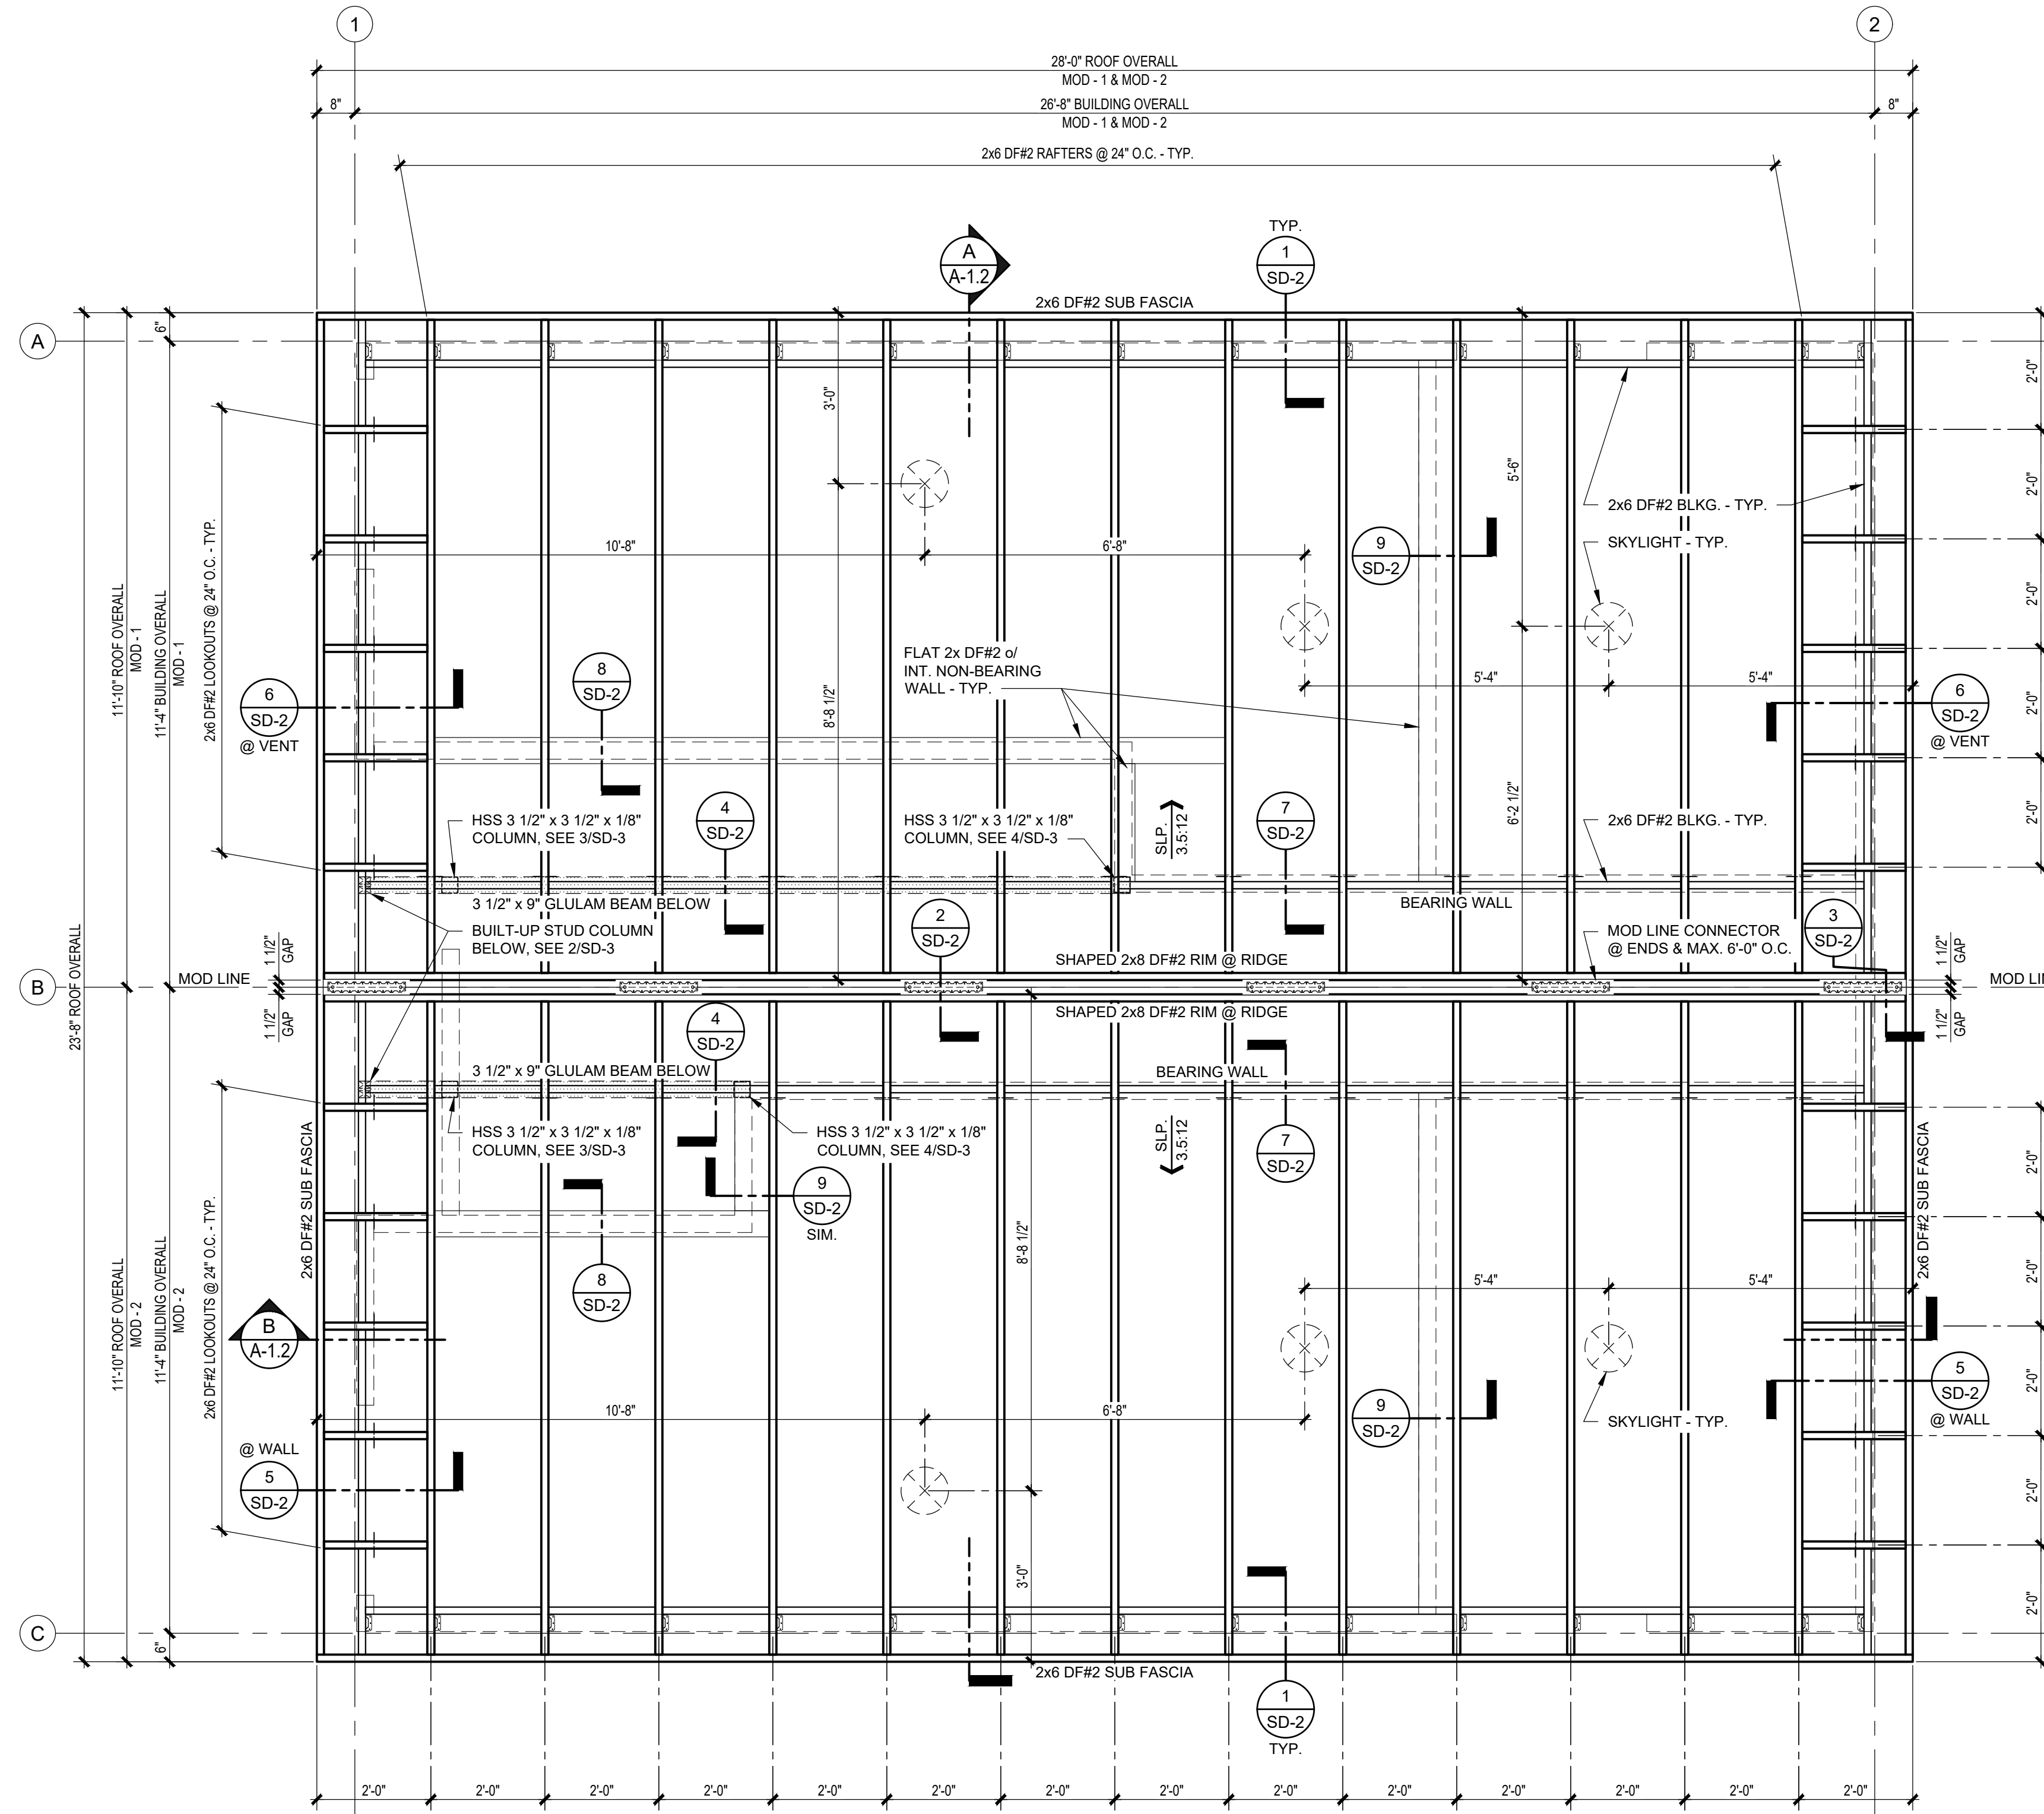 1
2
28'-0" ROOF OVERALL
MOD - 1 & MOD - 2
8"
26'-8" BUILDING OVERALL
8"
MOD - 1 & MOD - 2
2x6 DF#2 RAFTERS @ 24" O.C. - TYP.
TYP.
A
A-1.2
1
SD-2
2x6 DF#2 SUB FASCIA
A
6"
3'-0"
5'-6"
2'-0"
2'-0"
2'-0"
2'-0"
2'-0"
2x6 DF#2 BLKG. - TYP.
SKYLIGHT - TYP.
10'-8"
6'-8"
9
SD-2
11'-10" ROOF OVERALL
MOD - 1
11'-4" BUILDING OVERALL
MOD - 1
2x6 DF#2 LOOKOUTS @ 24" O.C. - TYP.
FLAT 2x DF#2 o/
INT. NON-BEARING
WALL - TYP.
8'-8 1/2"
5'-4"
5'-4"
6
SD-2
@ VENT
8
SD-2
6
SD-2
@ VENT
HSS 3 1/2" x 3 1/2" x 1/8"
COLUMN, SEE 3/SD-3
4
SD-2
HSS 3 1/2" x 3 1/2" x 1/8"
COLUMN, SEE 4/SD-3
SLP.
3.5:12
7
SD-2
6'-2 1/2"
2x6 DF#2 BLKG. - TYP.
3 1/2" x 9" GLULAM BEAM BELOW
BEARING WALL
BUILT-UP STUD COLUMN
BELOW, SEE 2/SD-3
2
SD-2
MOD LINE CONNECTOR
@ ENDS & MAX. 6'-0" O.C.
3
SD-2
23'-8" ROOF OVERALL
1 1/2"
GAP
1 1/2"
GAP
SHAPED 2x8 DF#2 RIM @ RIDGE
B
MOD LINE
MOD LI
1 1/2"
GAP
1 1/2"
GAP
SHAPED 2x8 DF#2 RIM @ RIDGE
4
SD-2
3 1/2" x 9" GLULAM BEAM BELOW
BEARING WALL
HSS 3 1/2" x 3 1/2" x 1/8"
COLUMN, SEE 3/SD-3
HSS 3 1/2" x 3 1/2" x 1/8"
COLUMN, SEE 4/SD-3
SLP.
3.5:12
7
SD-2
2x6 DF#2 SUB FASCIA
2x6 DF#2 SUB FASCIA
9
SD-2
SIM.
8
SD-2
8'-8 1/2"
5'-4"
5'-4"
11'-10" ROOF OVERALL
MOD - 2
11'-4" BUILDING OVERALL
MOD - 2
2x6 DF#2 LOOKOUTS @ 24" O.C. - TYP.
B
A-1.2
5
SD-2
@ WALL
10'-8"
6'-8"
9
SD-2
SKYLIGHT - TYP.
@ WALL
5
SD-2
3'-0"
2'-0"
2'-0"
2'-0"
2'-0"
2'-0"
C
6"
2x6 DF#2 SUB FASCIA
1
SD-2
TYP.
2'-0"
2'-0"
2'-0"
2'-0"
2'-0"
2'-0"
2'-0"
2'-0"
2'-0"
2'-0"
2'-0"
2'-0"
2'-0"
2'-0"